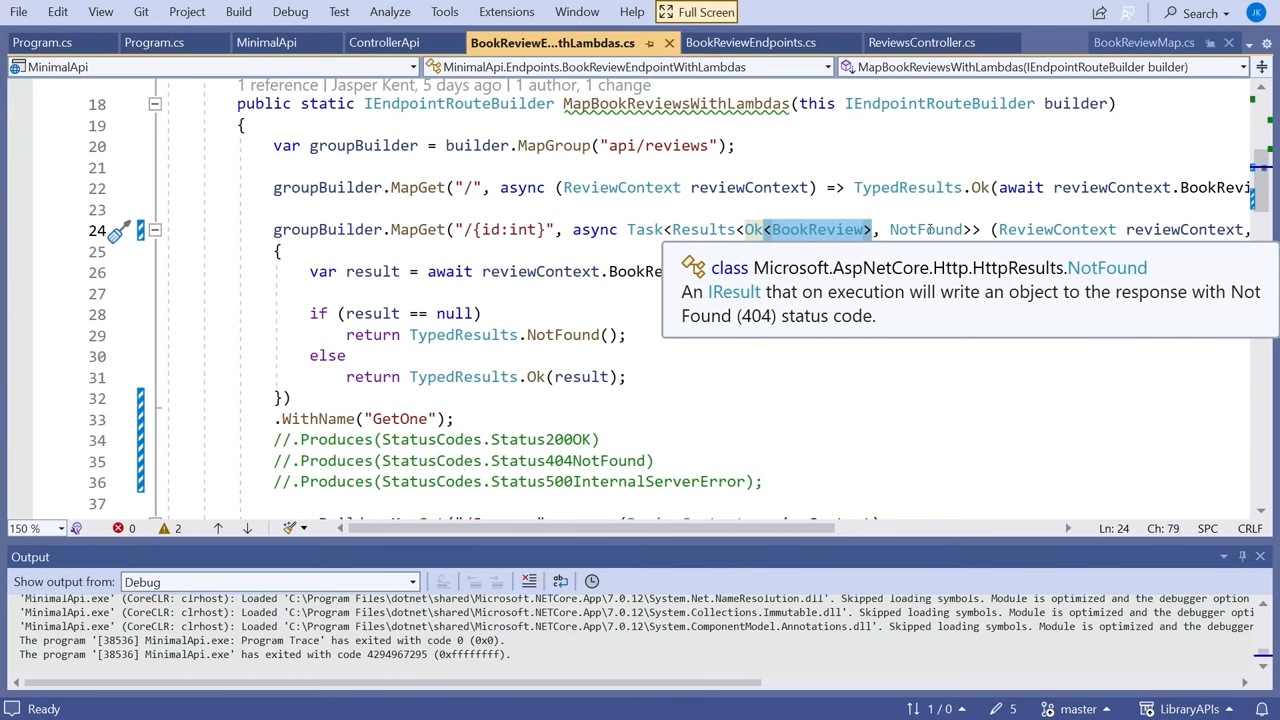 File Edit View Git Project Build Debug Test Analyze Tools Extensions Window Help Full Screen Search JK
Program.cs Program.cs MinimalApi ControllerApi BookReviewE...thLambdas.cs BookReviewEndpoints.cs ReviewsController.cs BookReviewMap.cs
MinimalApi MinimalApi.Endpoints.BookReviewEndpointWithLambdas MapBookReviewsWithLambdas(IEndpointRouteBuilder builder)
1 reference | Jasper Kent, 5 days ago | 1 author, 1 change
18 public static IEndpointRouteBuilder MapBookReviewsWithLambdas(this IEndpointRouteBuilder builder)
19 {
20 var groupBuilder = builder.MapGroup("api/reviews");
21
22 groupBuilder.MapGet("/", async (ReviewContext reviewContext) => TypedResults.Ok(await reviewContext.BookRevi
23
24 groupBuilder.MapGet("/{id:int}", async Task<Results<Ok<BookReview>, NotFound>> (ReviewContext reviewContext,
25 {
26 var result = await reviewContext.BookRe
27
28 if (result == null)
29 return TypedResults.NotFound();
30 else
31 return TypedResults.Ok(result);
32 })
33 .WithName("GetOne");
34 //.Produces(StatusCodes.Status200OK)
35 //.Produces(StatusCodes.Status404NotFound)
36 //.Produces(StatusCodes.Status500InternalServerError);
37
class Microsoft.AspNetCore.Http.HttpResults.NotFound
An IResult that on execution will write an object to the response with Not
Found (404) status code.
150 % 0 2 Ln: 24 Ch: 79 SPC CRLF
Output
Show output from: Debug
'MinimalApi.exe' (CoreCLR: clrhost): Loaded 'C:\Program Files\dotnet\shared\Microsoft.NETCore.App\7.0.12\System.Net.NameResolution.dll'. Skipped loading symbols. Module is optimized and the debugger option
'MinimalApi.exe' (CoreCLR: clrhost): Loaded 'C:\Program Files\dotnet\shared\Microsoft.NETCore.App\7.0.12\System.Collections.Immutable.dll'. Skipped loading symbols. Module is optimized and the debugger
'MinimalApi.exe' (CoreCLR: clrhost): Loaded 'C:\Program Files\dotnet\shared\Microsoft.NETCore.App\7.0.12\System.ComponentModel.Annotations.dll'. Skipped loading symbols. Module is optimized and the debugger
The program '[38536] MinimalApi.exe: Program Trace' has exited with code 0 (0x0).
The program '[38536] MinimalApi.exe' has exited with code 4294967295 (0xffffffff).
Ready 1 / 0 5 master LibraryAPIs